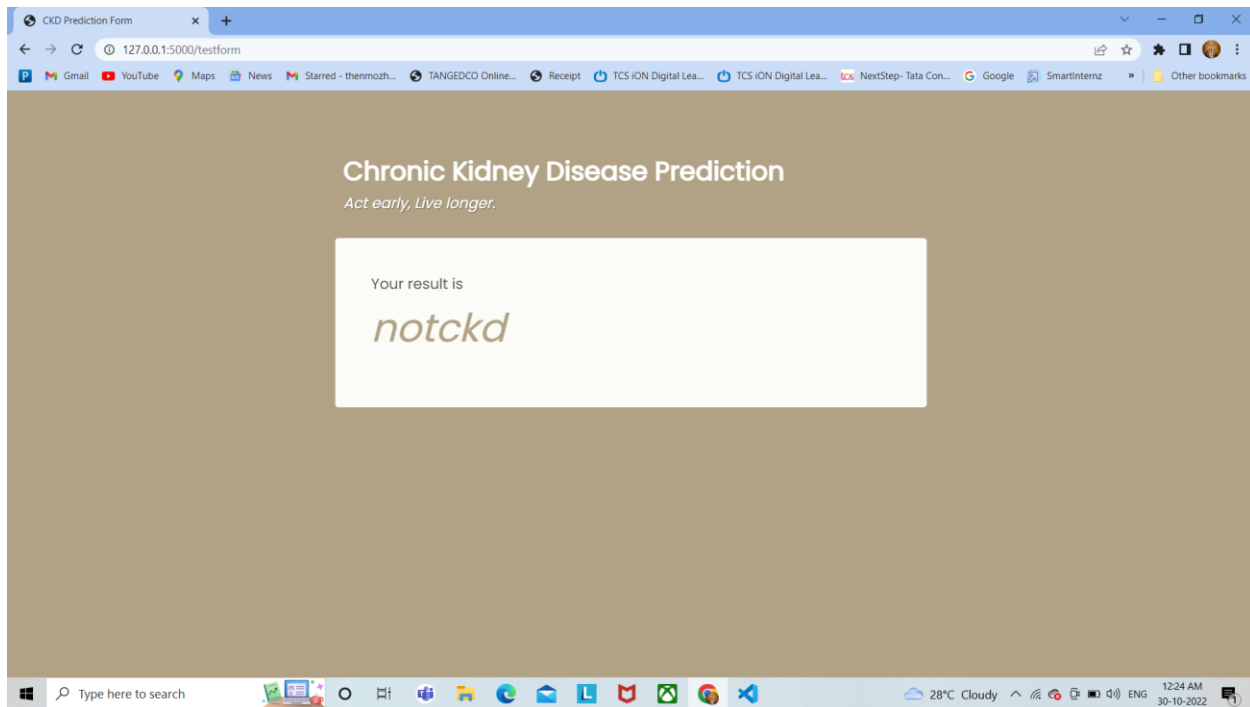 CKD Prediction Form
127.0.0.1:5000/testform
Gmail YouTube Maps News Starred - thenmozh... TANGEDCO Online... Receipt TCS iON Digital Lea... TCS iON Digital Lea... tcs NextStep- Tata Con... Google SmartInternz » Other bookmarks
Chronic Kidney Disease Prediction
Act early, Live longer.
Your result is
notckd
Type here to search
28°C Cloudy ENG 12:24 AM
30-10-2022